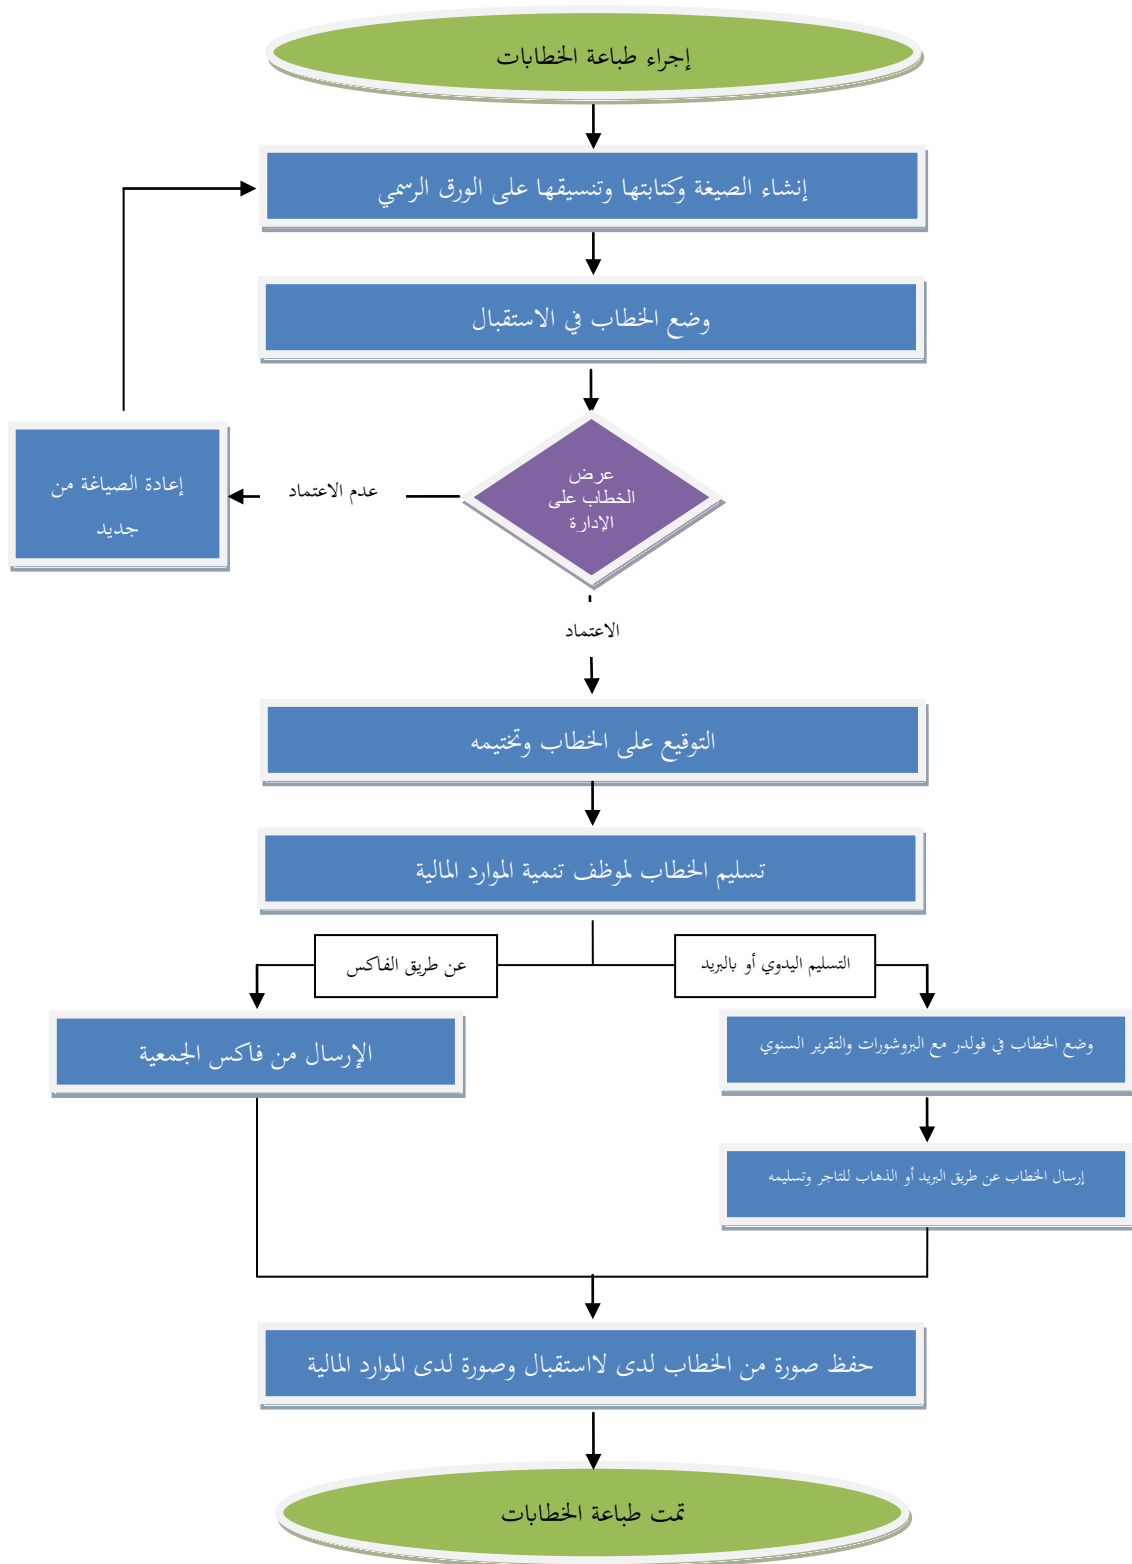 إجراء طباعة الخطابات
إنشاء الصيغة وكتابتها وتنسيقها على الورق الرسمي
وضع الخطاب في الاستقبال
عرض
الخطاب على
الإدارة
عدم الاعتماد
إعادة الصياغة من
جديد
الاعتماد
التوقيع على الخطاب وتختيمه
تسليم الخطاب لموظف تنمية الموارد المالية
التسليم اليدوي أو بالبريد
عن طريق الفاكس
وضع الخطاب في فولدر مع البروشورات والتقرير السنوي
الإرسال من فاكس الجمعية
إرسال الخطاب عن طريق البريد أو الذهاب للتاجر وتسليمه
حفظ صورة من الخطاب لدى لااستقبال وصورة لدى الموارد المالية
تمت طباعة الخطابات